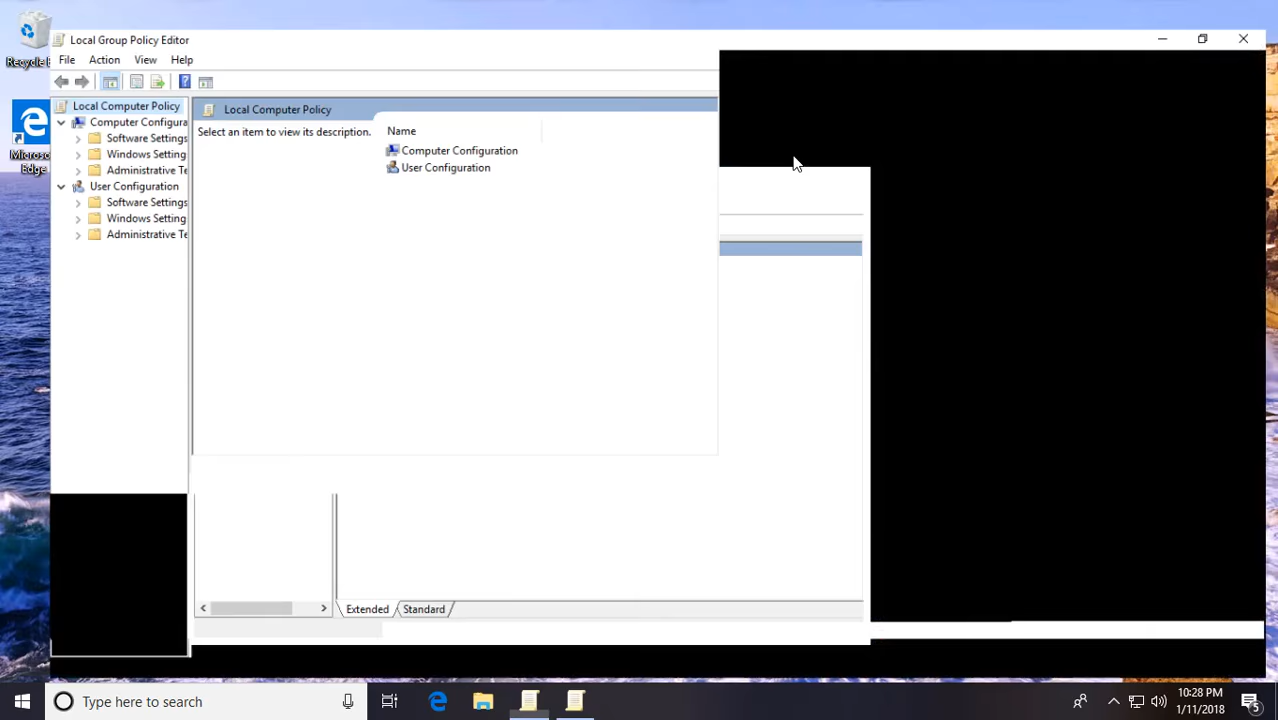 Recycle
Local Group Policy Editor
File Action View Help
Local Computer Policy
Computer Configura
Software Settings
Windows Setting
Administrative Te
User Configuration
Software Settings
Windows Setting
Administrative Te
Local Computer Policy
Select an item to view its description.
Name
Computer Configuration
User Configuration
Microso
Edge
Extended Standard
Type here to search
10:28 PM
1/11/2018
5